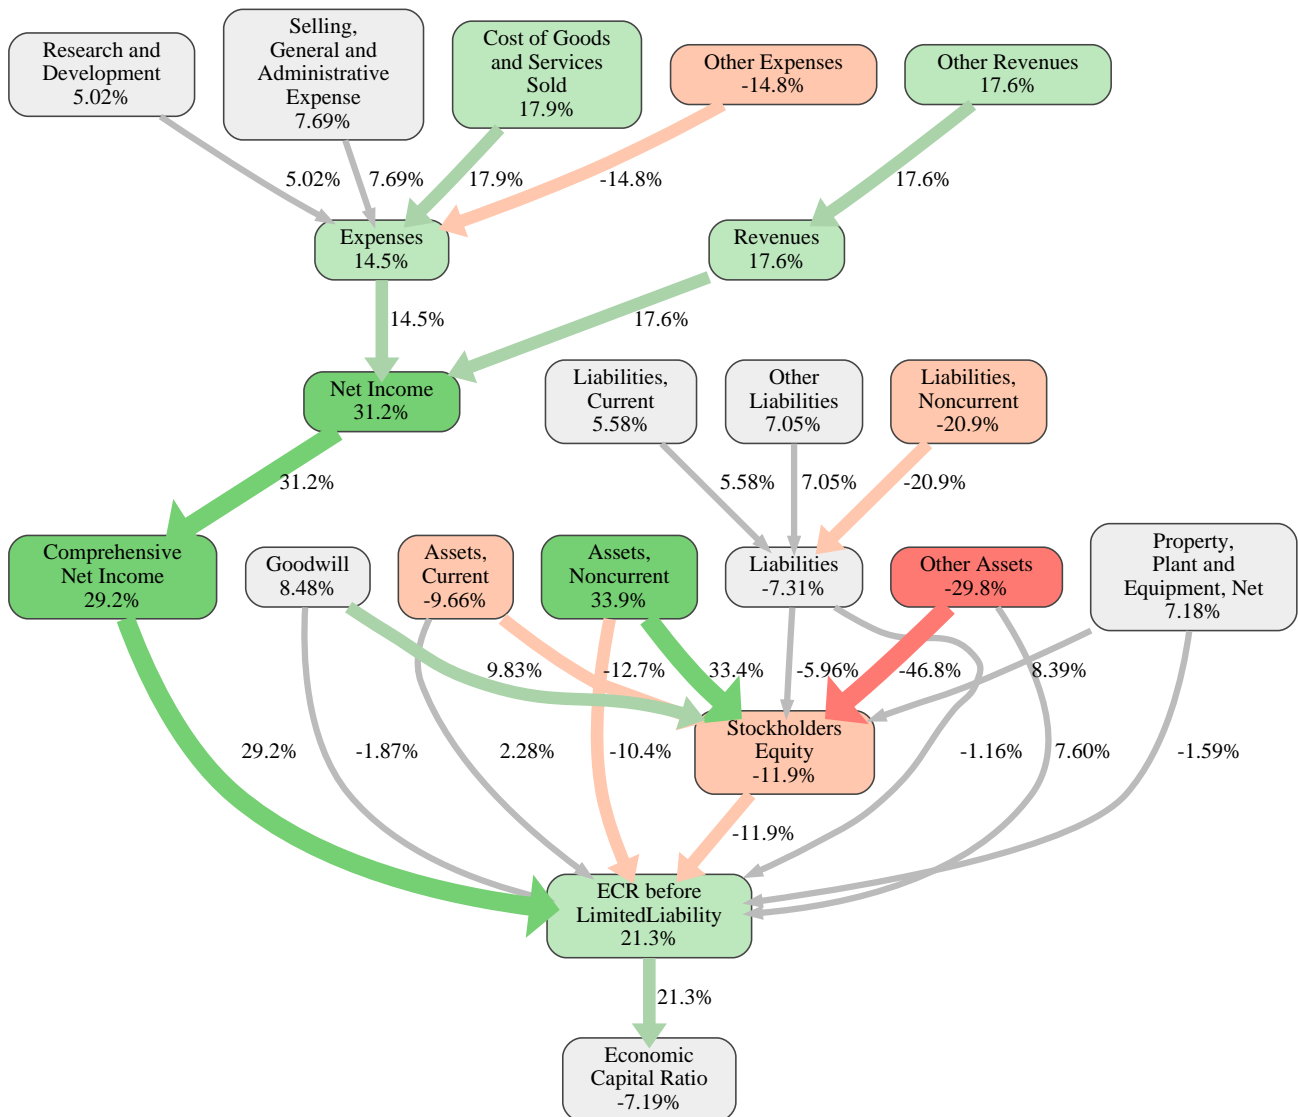 Research and
Development
5.02%
Selling,
General and
Administrative
Expense
7.69%
Cost of Goods
and Services
Sold
17.9%
Other Expenses
-14.8%
Other Revenues
17.6%
5.02%
7.69%
17.9%
-14.8%
17.6%
Expenses
14.5%
Revenues
17.6%
14.5%
17.6%
Net Income
31.2%
Liabilities,
Current
5.58%
Other
Liabilities
7.05%
Liabilities,
Noncurrent
-20.9%
31.2%
5.58%
7.05%
-20.9%
Comprehensive
Net Income
29.2%
Goodwill
8.48%
Assets,
Current
-9.66%
Assets,
Noncurrent
33.9%
Liabilities
-7.31%
Other Assets
-29.8%
Property,
Plant and
Equipment, Net
7.18%
9.83%
-12.7%
33.4%
-5.96%
-46.8%
8.39%
Stockholders
Equity
-11.9%
29.2%
-1.87%
2.28%
-10.4%
-1.16%
7.60%
-1.59%
-11.9%
ECR before
LimitedLiability
21.3%
21.3%
Economic
Capital Ratio
-7.19%